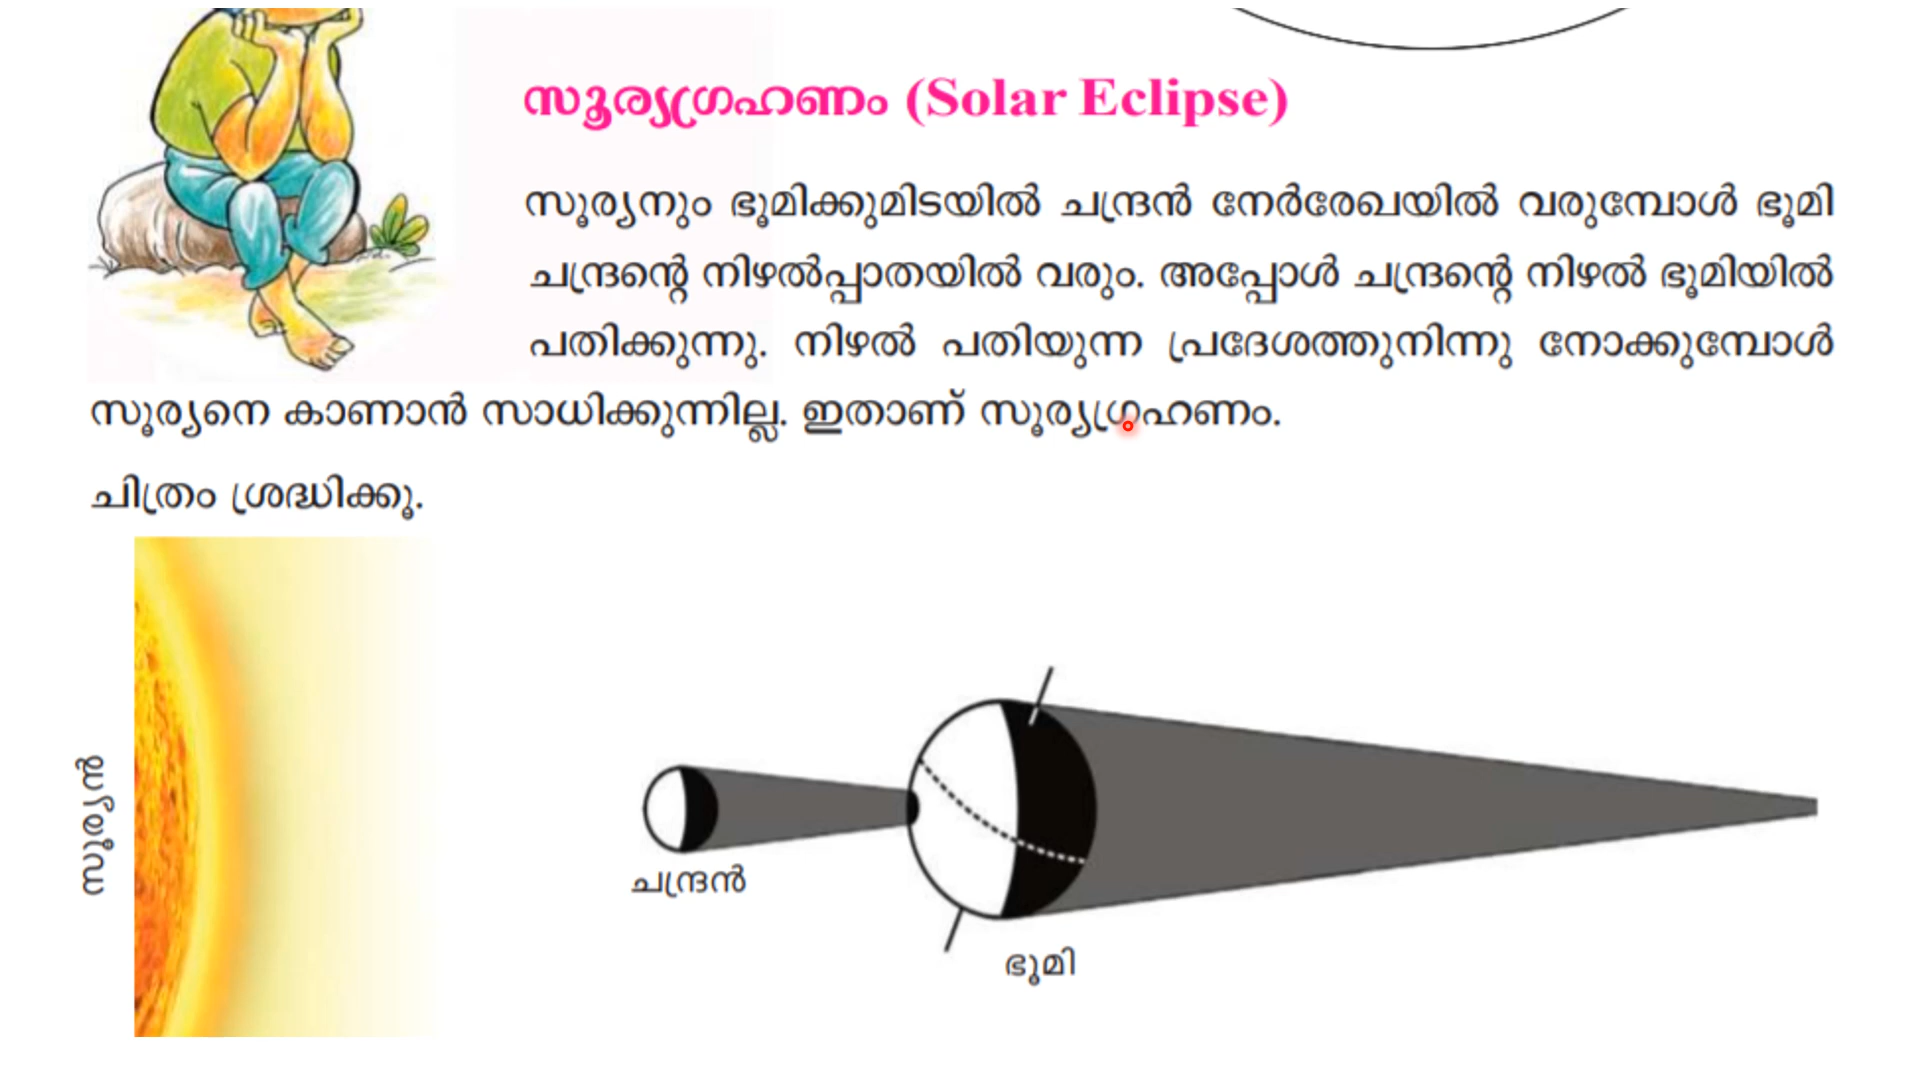 സൂര്യഗ്രഹണം (Solar Eclipse)
സൂര്യനും ഭൂമിക്കുമിടയിൽ ചന്ദ്രൻ നേർരേഖയിൽ വരുമ്പോൾ ഭൂമി
ചന്ദ്രന്റെ നിഴൽപ്പാതയിൽ വരും. അപ്പോൾ ചന്ദ്രന്റെ നിഴൽ ഭൂമിയിൽ
പതിക്കുന്നു. നിഴൽ പതിയുന്ന പ്രദേശത്തുനിന്നു നോക്കുമ്പോൾ
സൂര്യനെ കാണാൻ സാധിക്കുന്നില്ല. ഇതാണ് സൂര്യഗ്രഹണം.
ചിത്രം ശ്രദ്ധിക്കൂ.
സൂര്യൻ
ചന്ദ്രൻ
ഭൂമി